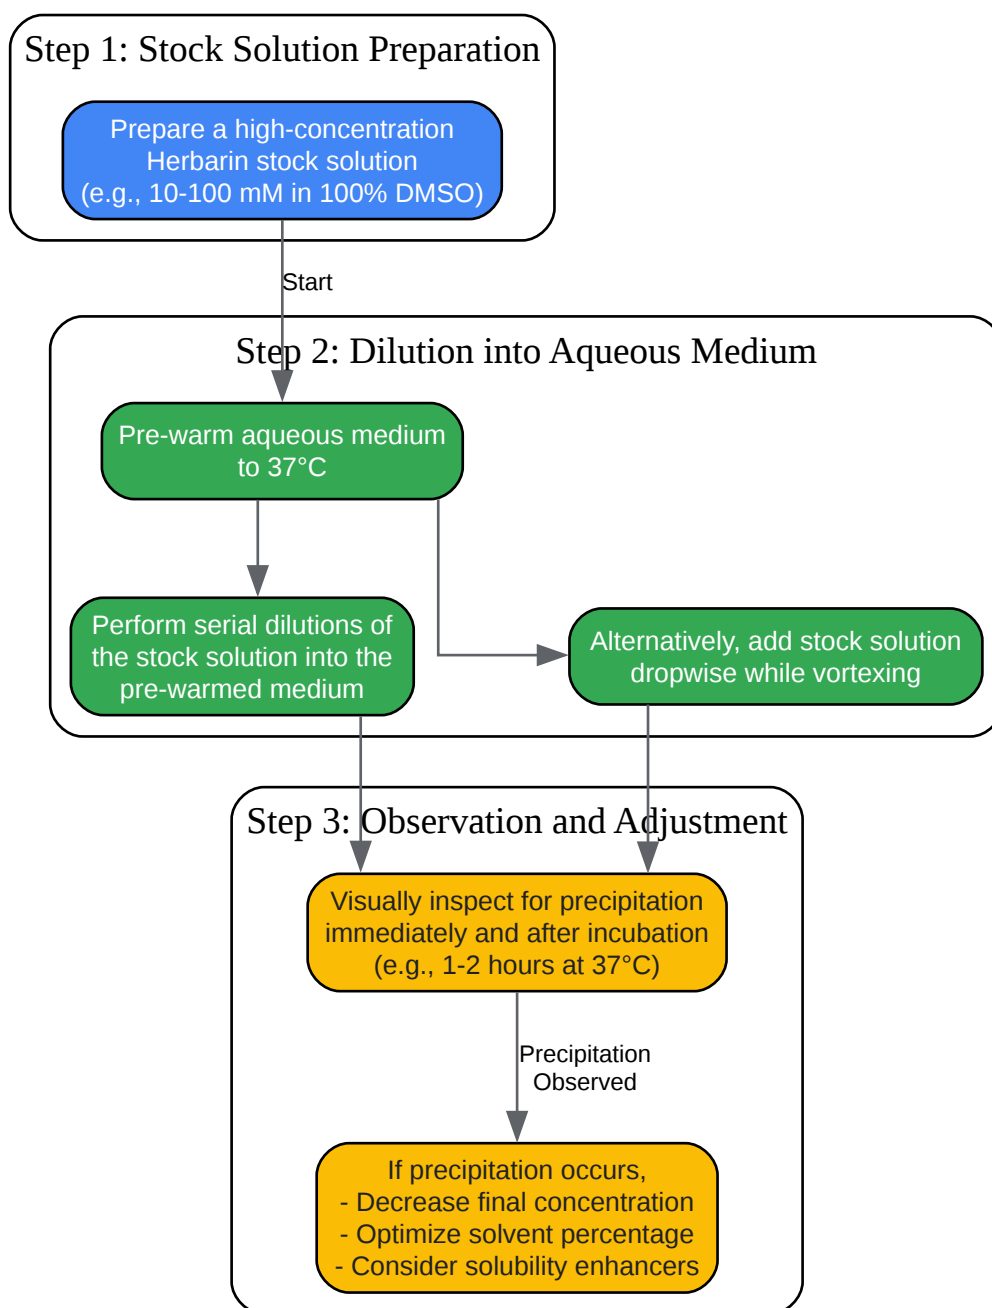 Step 1: Stock Solution Preparation
Prepare a high-concentration
Herbarin stock solution
(e.g., 10-100 mM in 100% DMSO)
Start
Step 2: Dilution into Aqueous Medium
Pre-warm aqueous medium
to 37°C
Perform serial dilutions of
the stock solution into the
pre-warmed medium
Alternatively, add stock solution
dropwise while vortexing
Step 3: Observation and Adjustment
Visually inspect for precipitation
immediately and after incubation
(e.g., 1-2 hours at 37°C)
Precipitation
Observed
If precipitation occurs,
- Decrease final concentration
- Optimize solvent percentage
- Consider solubility enhancers